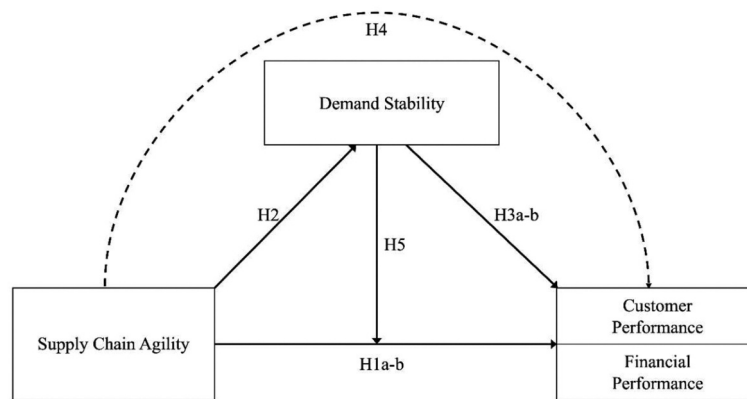 H4
Demand Stability
H2
H3a-b
H5
Supply Chain Agility
Customer
Performance
H1a-b
Financial
Performance